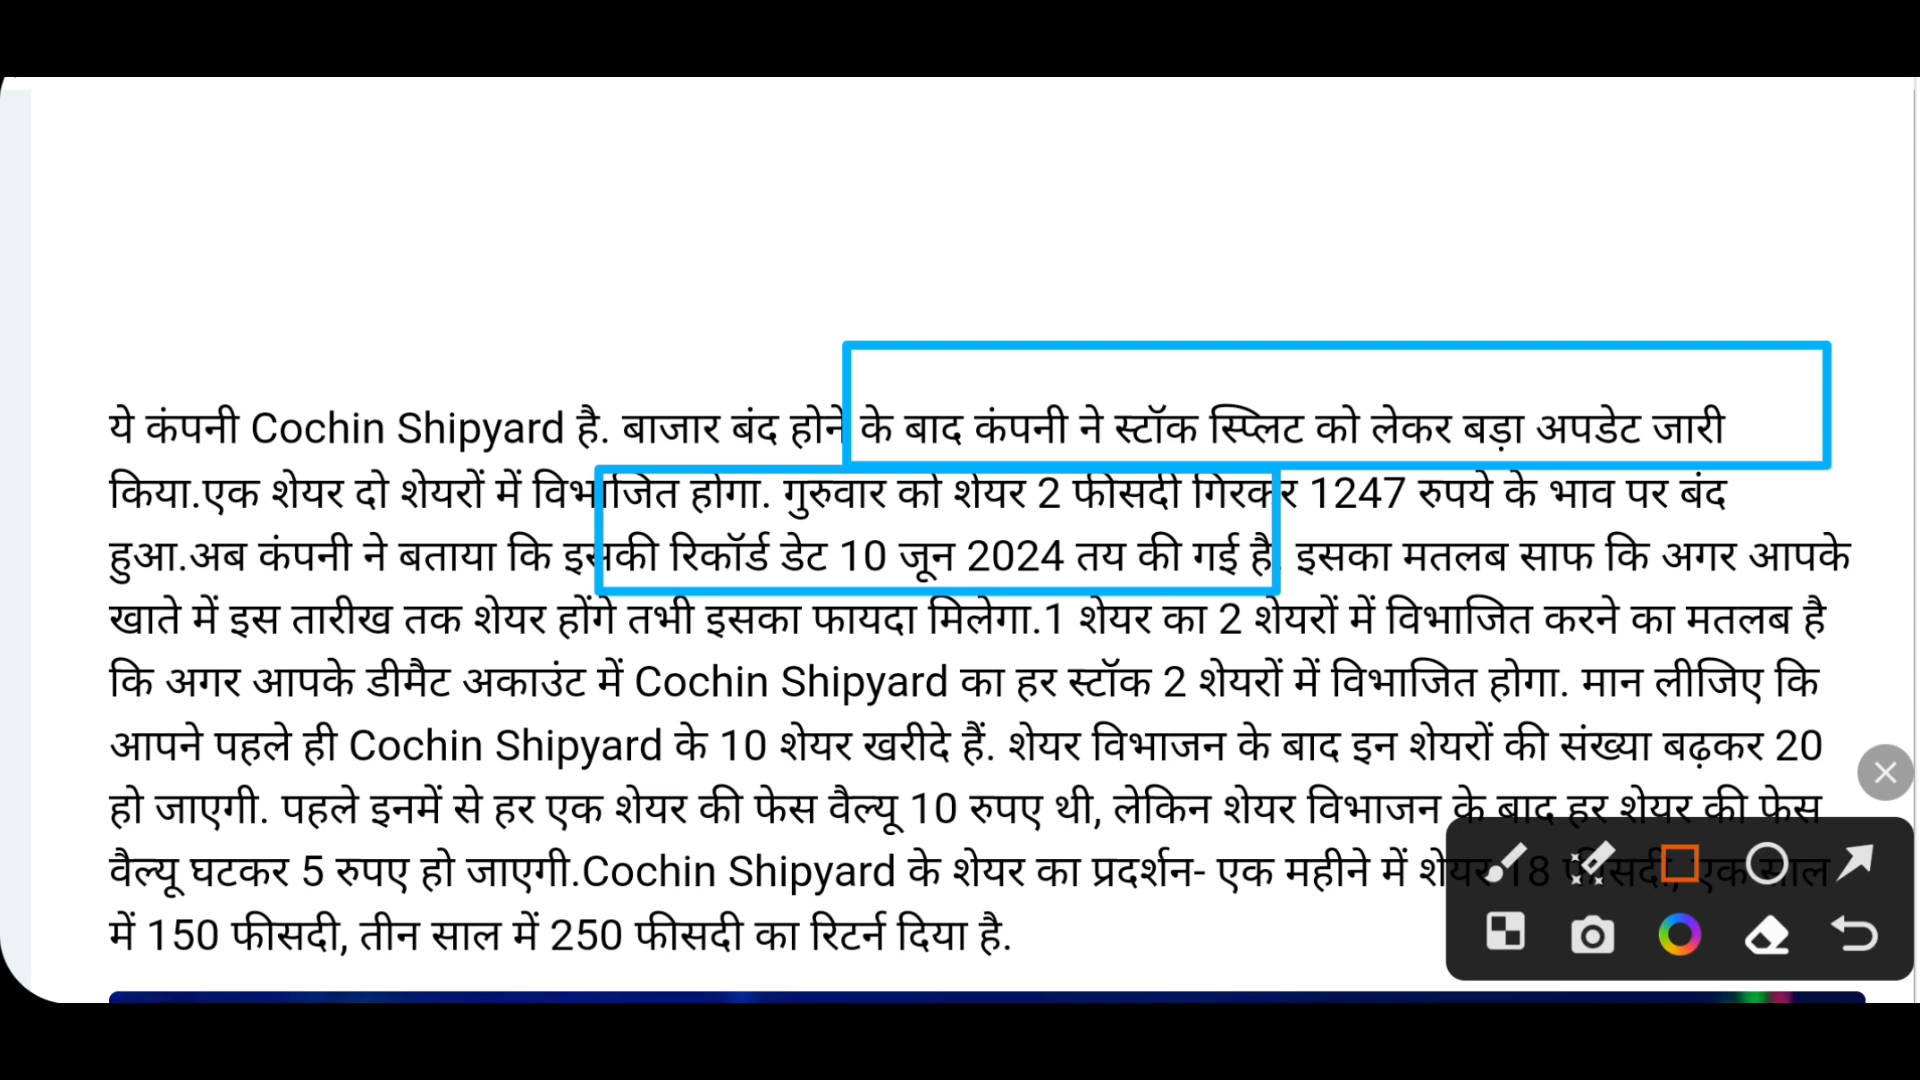 ये कंपनी Cochin Shipyard है. बाजार बंद होने के बाद कंपनी ने स्टॉक स्प्लिट को लेकर बड़ा अपडेट जारी
किया.एक शेयर दो शेयरों में विभाजित होगा. गुरुवार को शेयर 2 फीसदी गिरकर 1247 रुपये के भाव पर बंद
हुआ.अब कंपनी ने बताया कि इसकी रिकॉर्ड डेट 10 जून 2024 तय की गई है. इसका मतलब साफ कि अगर आपके
खाते में इस तारीख तक शेयर होंगे तभी इसका फायदा मिलेगा.1 शेयर का 2 शेयरों में विभाजित करने का मतलब है
कि अगर आपके डीमैट अकाउंट में Cochin Shipyard का हर स्टॉक 2 शेयरों में विभाजित होगा. मान लीजिए कि
आपने पहले ही Cochin Shipyard के 10 शेयर खरीदे हैं. शेयर विभाजन के बाद इन शेयरों की संख्या बढ़कर 20
हो जाएगी. पहले इनमें से हर एक शेयर की फेस वैल्यू 10 रुपए थी, लेकिन शेयर विभाजन के बाद हर शेयर की फेस
वैल्यू घटकर 5 रुपए हो जाएगी.Cochin Shipyard के शेयर का प्रदर्शन- एक महीने में शेयर 18 फीसदी, एक साल
में 150 फीसदी, तीन साल में 250 फीसदी का रिटर्न दिया है.